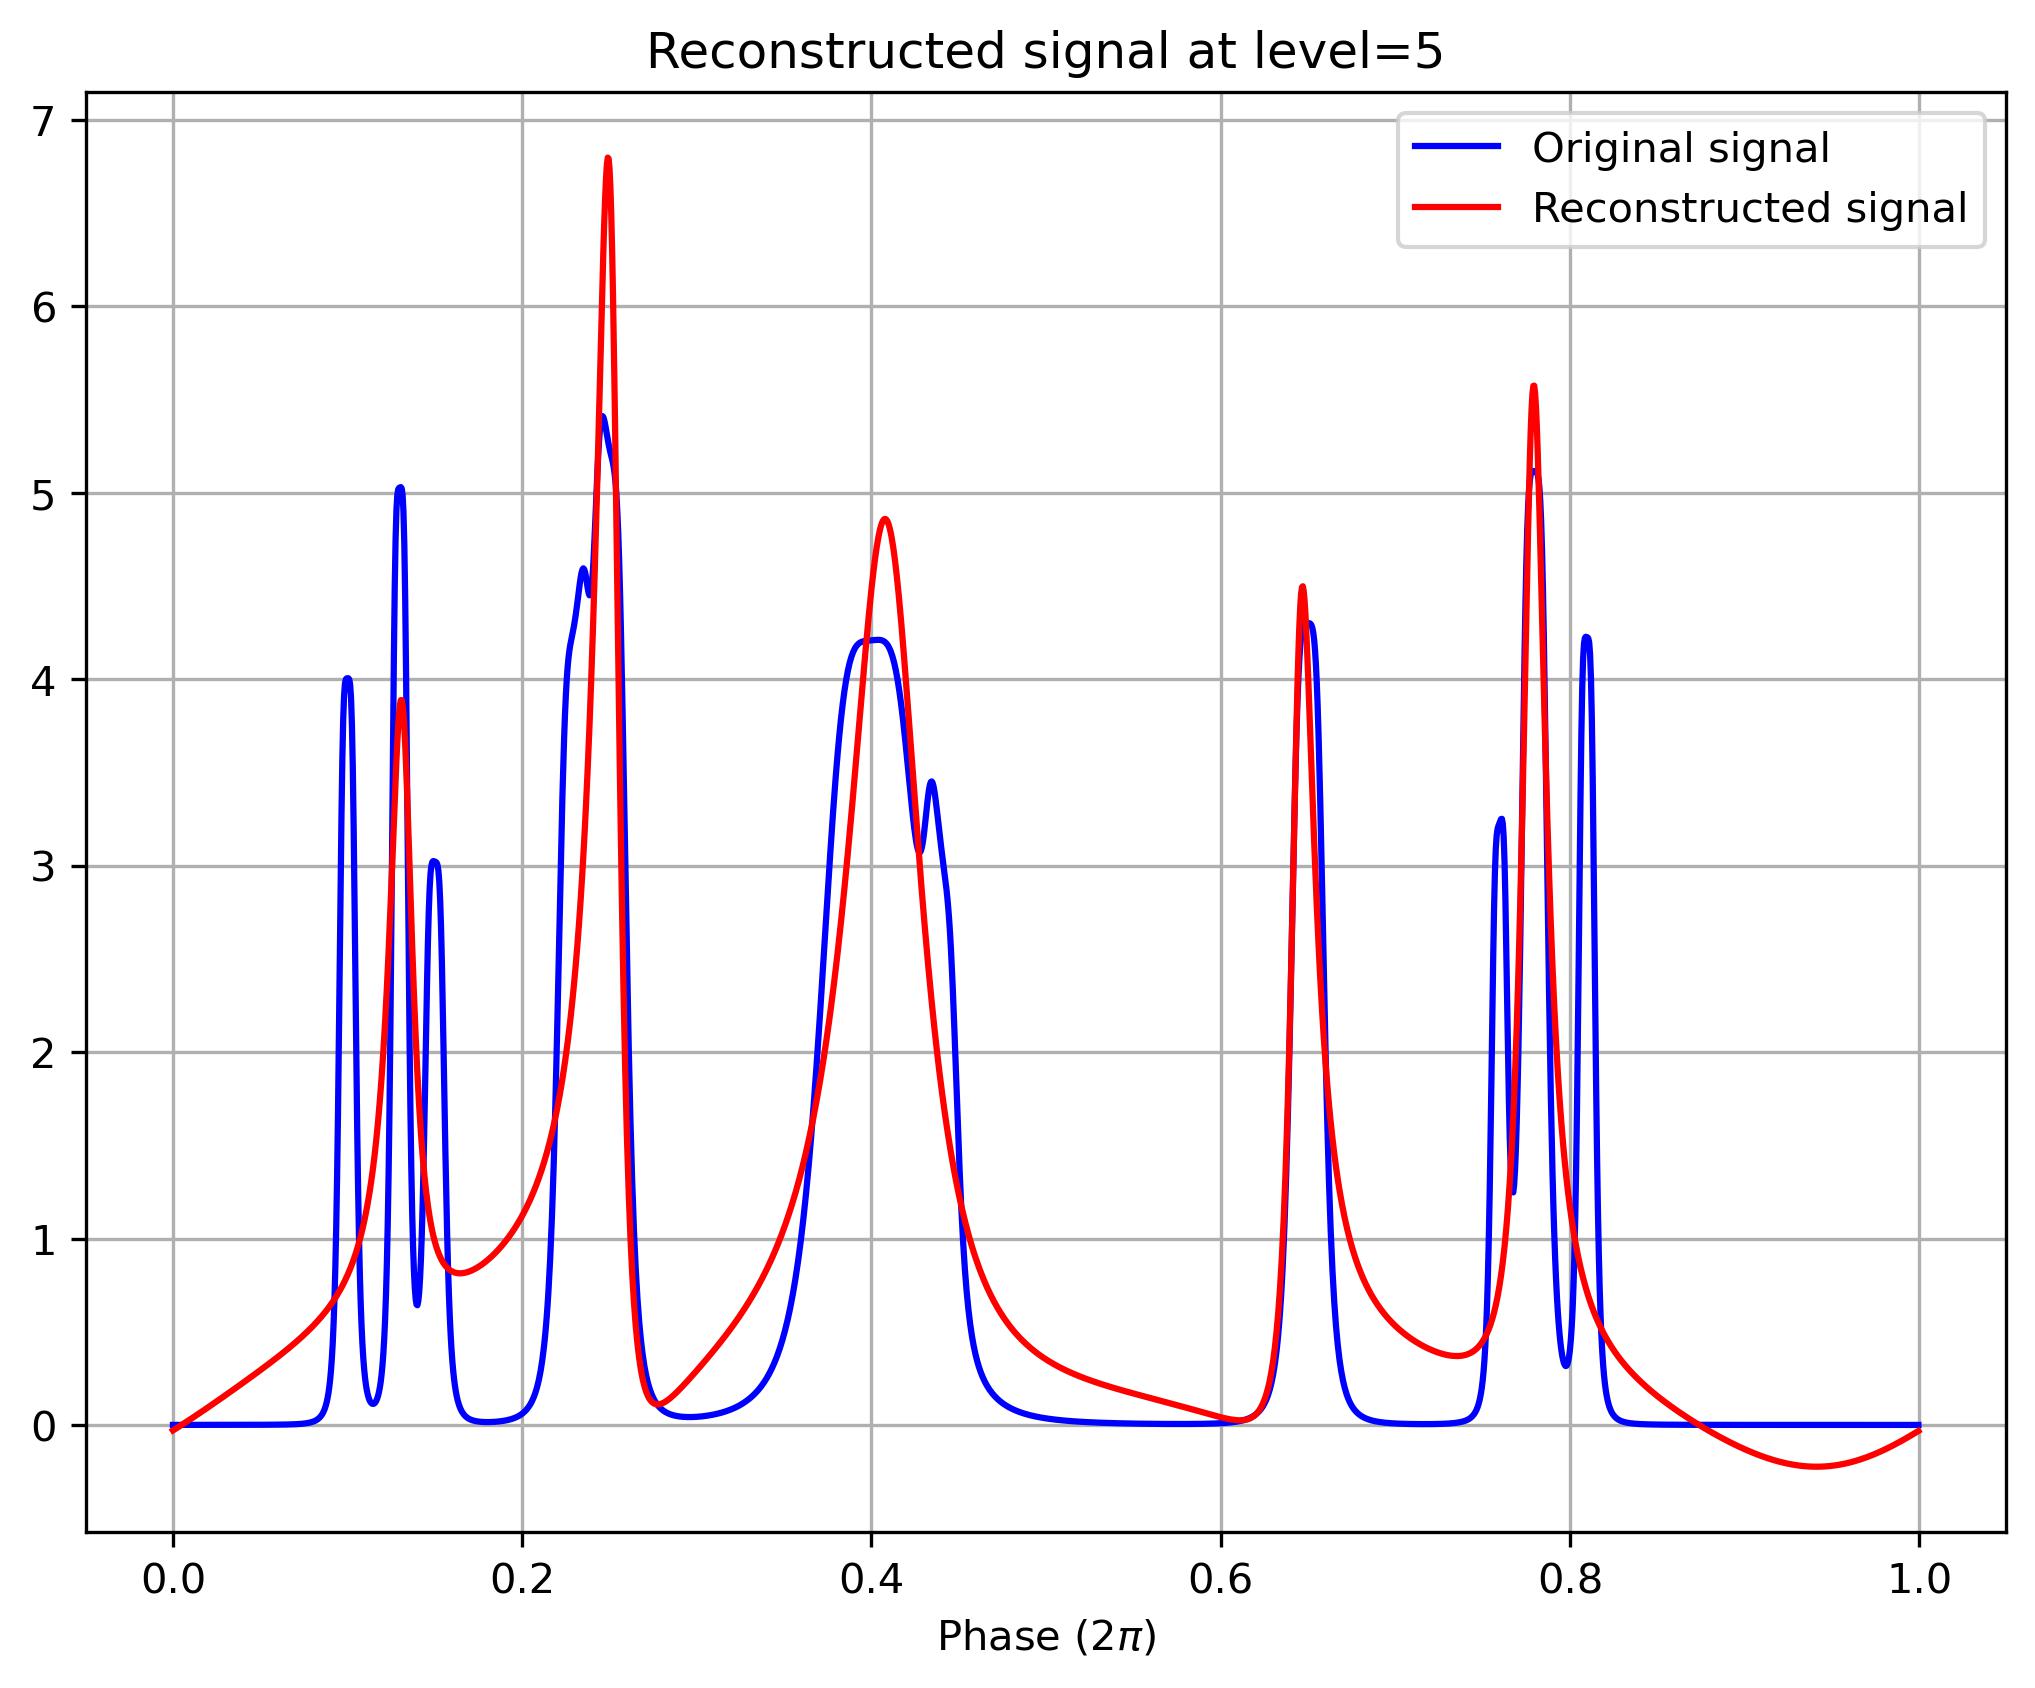 Reconstructed signal at level=5
Original signal
Reconstructed signal
7
6
5
4
3
2
1
0
0.0 0.2 0.4 0.6 0.8 1.0
Phase (2π)